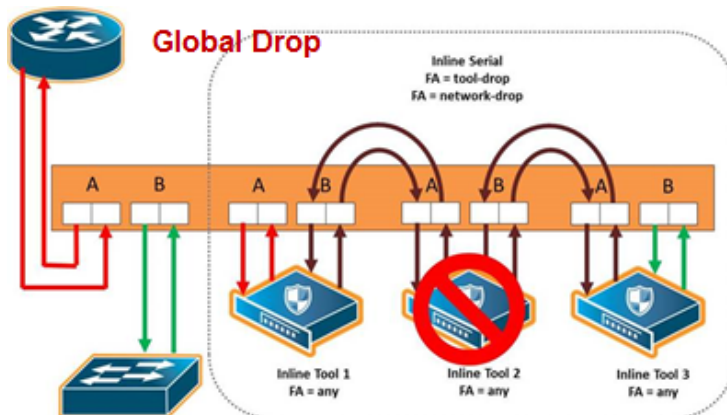 Global Drop
Inline Serial
FA = tool-drop
FA = network-drop
A B A B A B A B
Inline Tool 1
FA = any
Inline Tool 2
FA = any
Inline Tool 3
FA = any